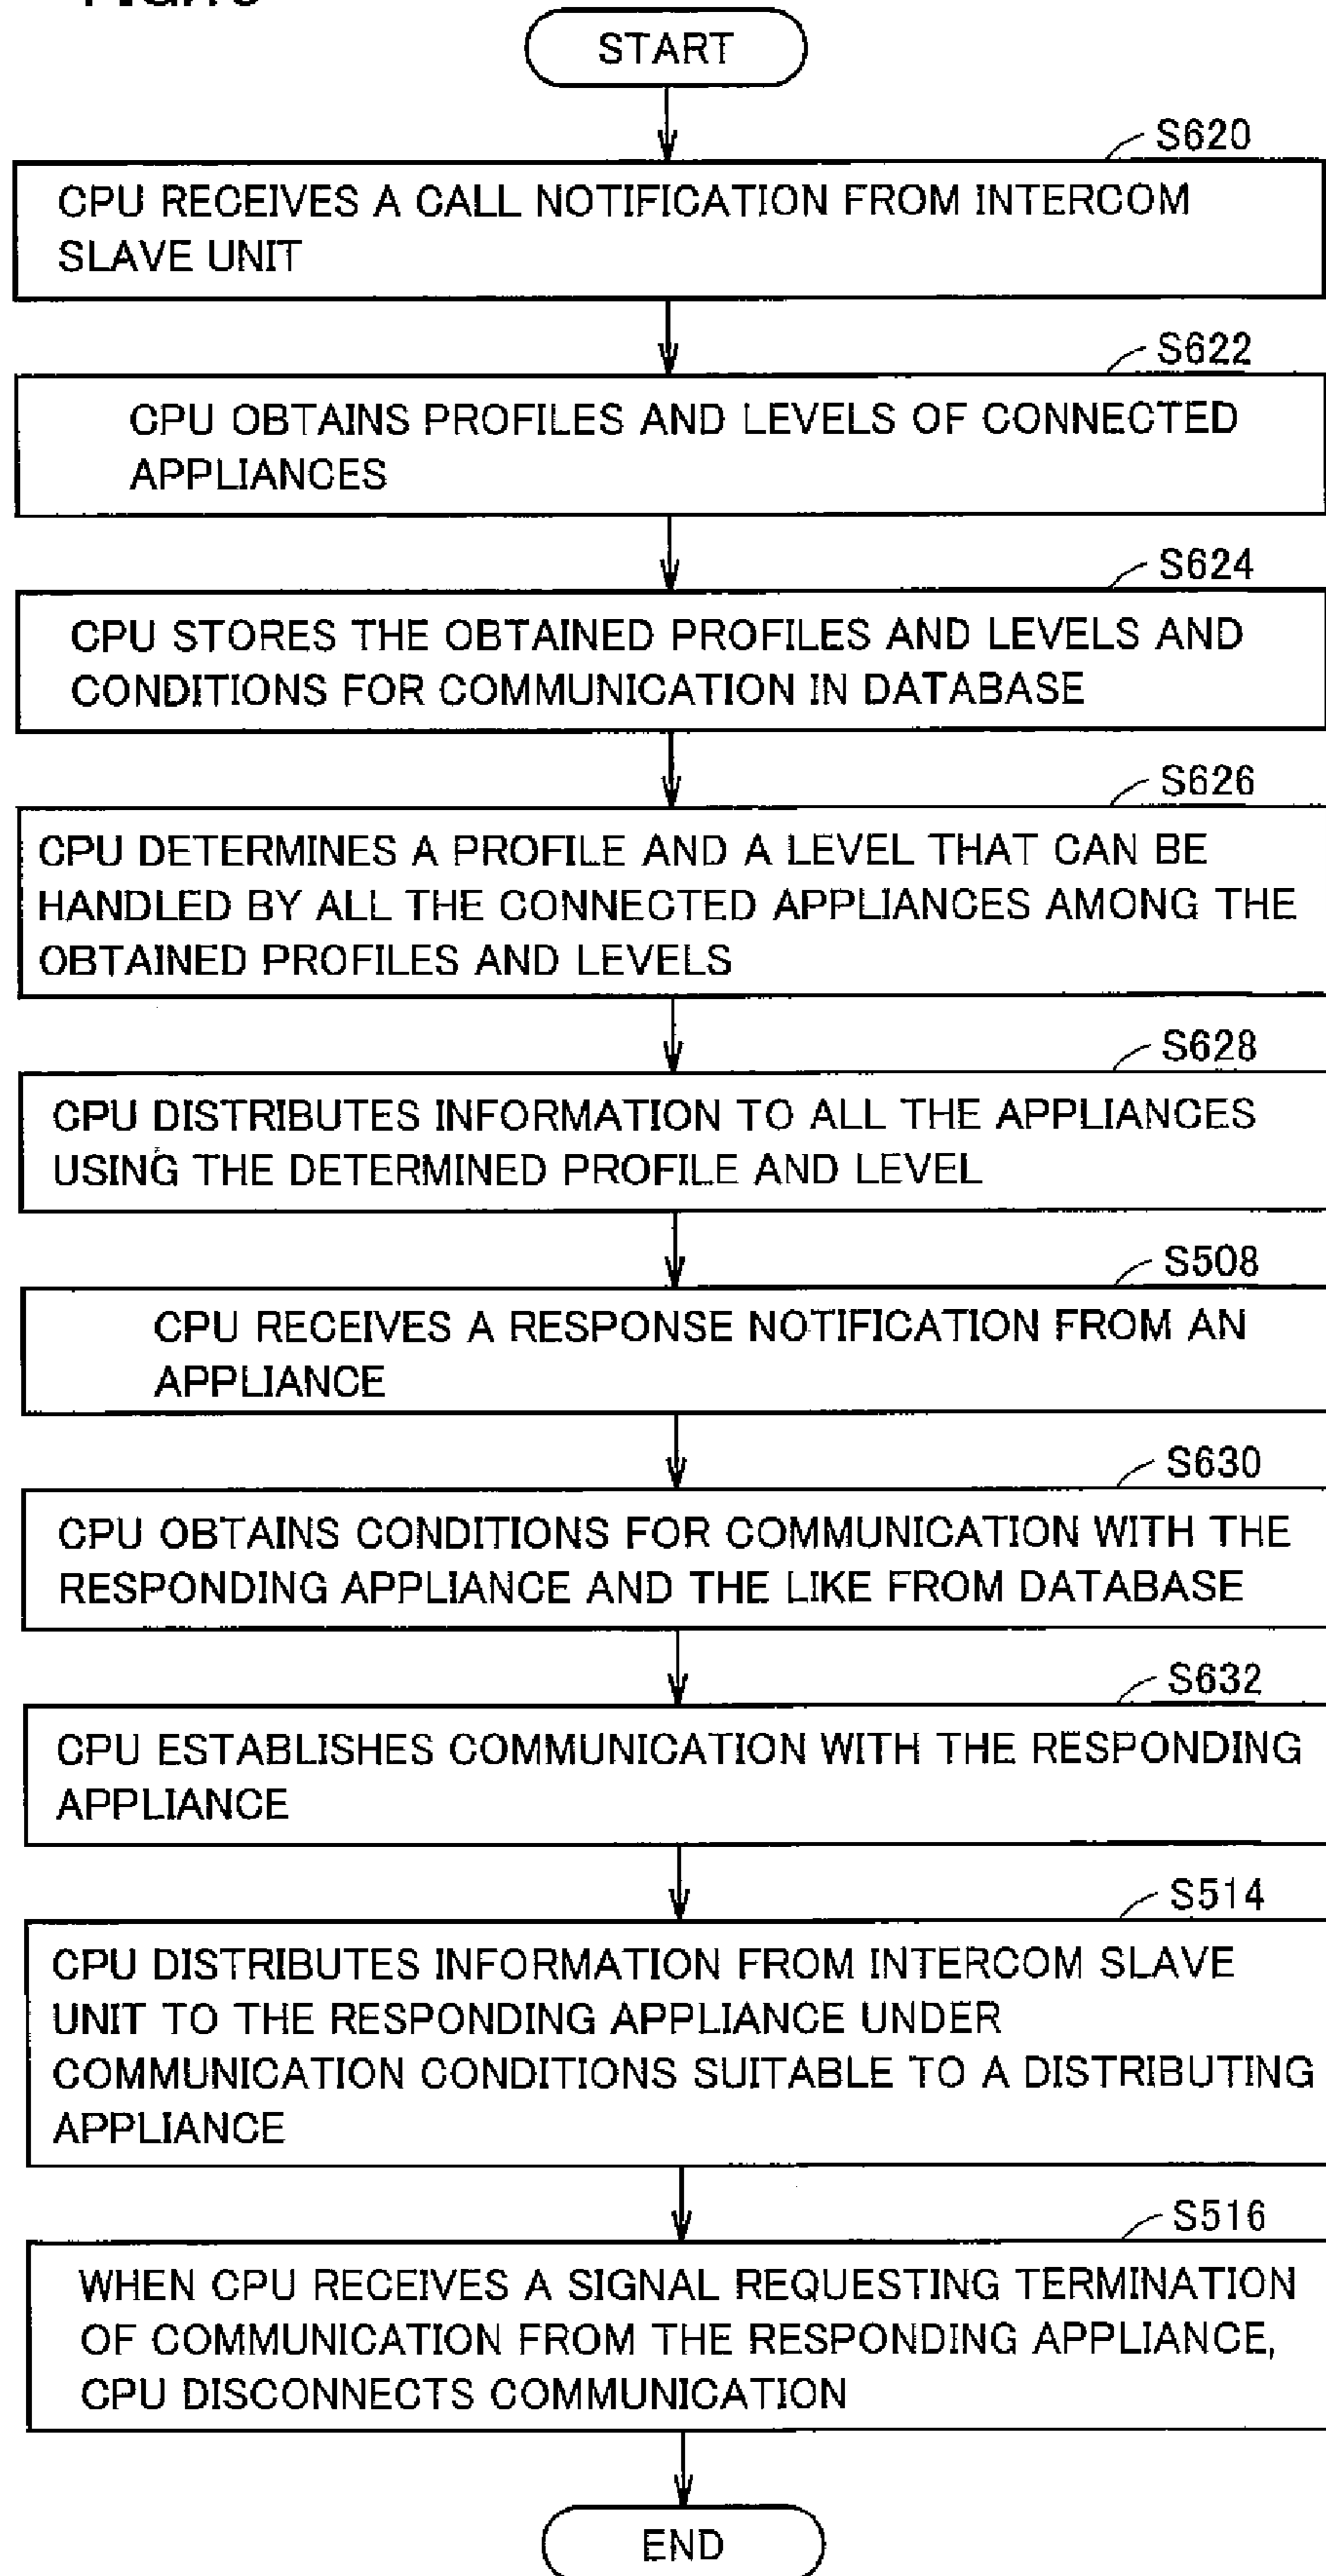 START
S620
CPU RECEIVES A CALL NOTIFICATION FROM INTERCOM
SLAVE UNIT
S622
CPU OBTAINS PROFILES AND LEVELS OF CONNECTED
APPLIANCES
S624
CPU STORES THE OBTAINED PROFILES AND LEVELS AND
CONDITIONS FOR COMMUNICATION IN DATABASE
S626
CPU DETERMINES A PROFILE AND A LEVEL THAT CAN BE
HANDLED BY ALL THE CONNECTED APPLIANCES AMONG THE
OBTAINED PROFILES AND LEVELS
S628
CPU DISTRIBUTES INFORMATION TO ALL THE APPLIANCES
USING THE DETERMINED PROFILE AND LEVEL
S508
CPU RECEIVES A RESPONSE NOTIFICATION FROM AN
APPLIANCE
S630
CPU OBTAINS CONDITIONS FOR COMMUNICATION WITH THE
RESPONDING APPLIANCE AND THE LIKE FROM DATABASE
S632
CPU ESTABLISHES COMMUNICATION WITH THE RESPONDING
APPLIANCE
S514
CPU DISTRIBUTES INFORMATION FROM INTERCOM SLAVE
UNIT TO THE RESPONDING APPLIANCE UNDER
COMMUNICATION CONDITIONS SUITABLE TO A DISTRIBUTING
APPLIANCE
S516
WHEN CPU RECEIVES A SIGNAL REQUESTING TERMINATION
OF COMMUNICATION FROM THE RESPONDING APPLIANCE,
CPU DISCONNECTS COMMUNICATION
END